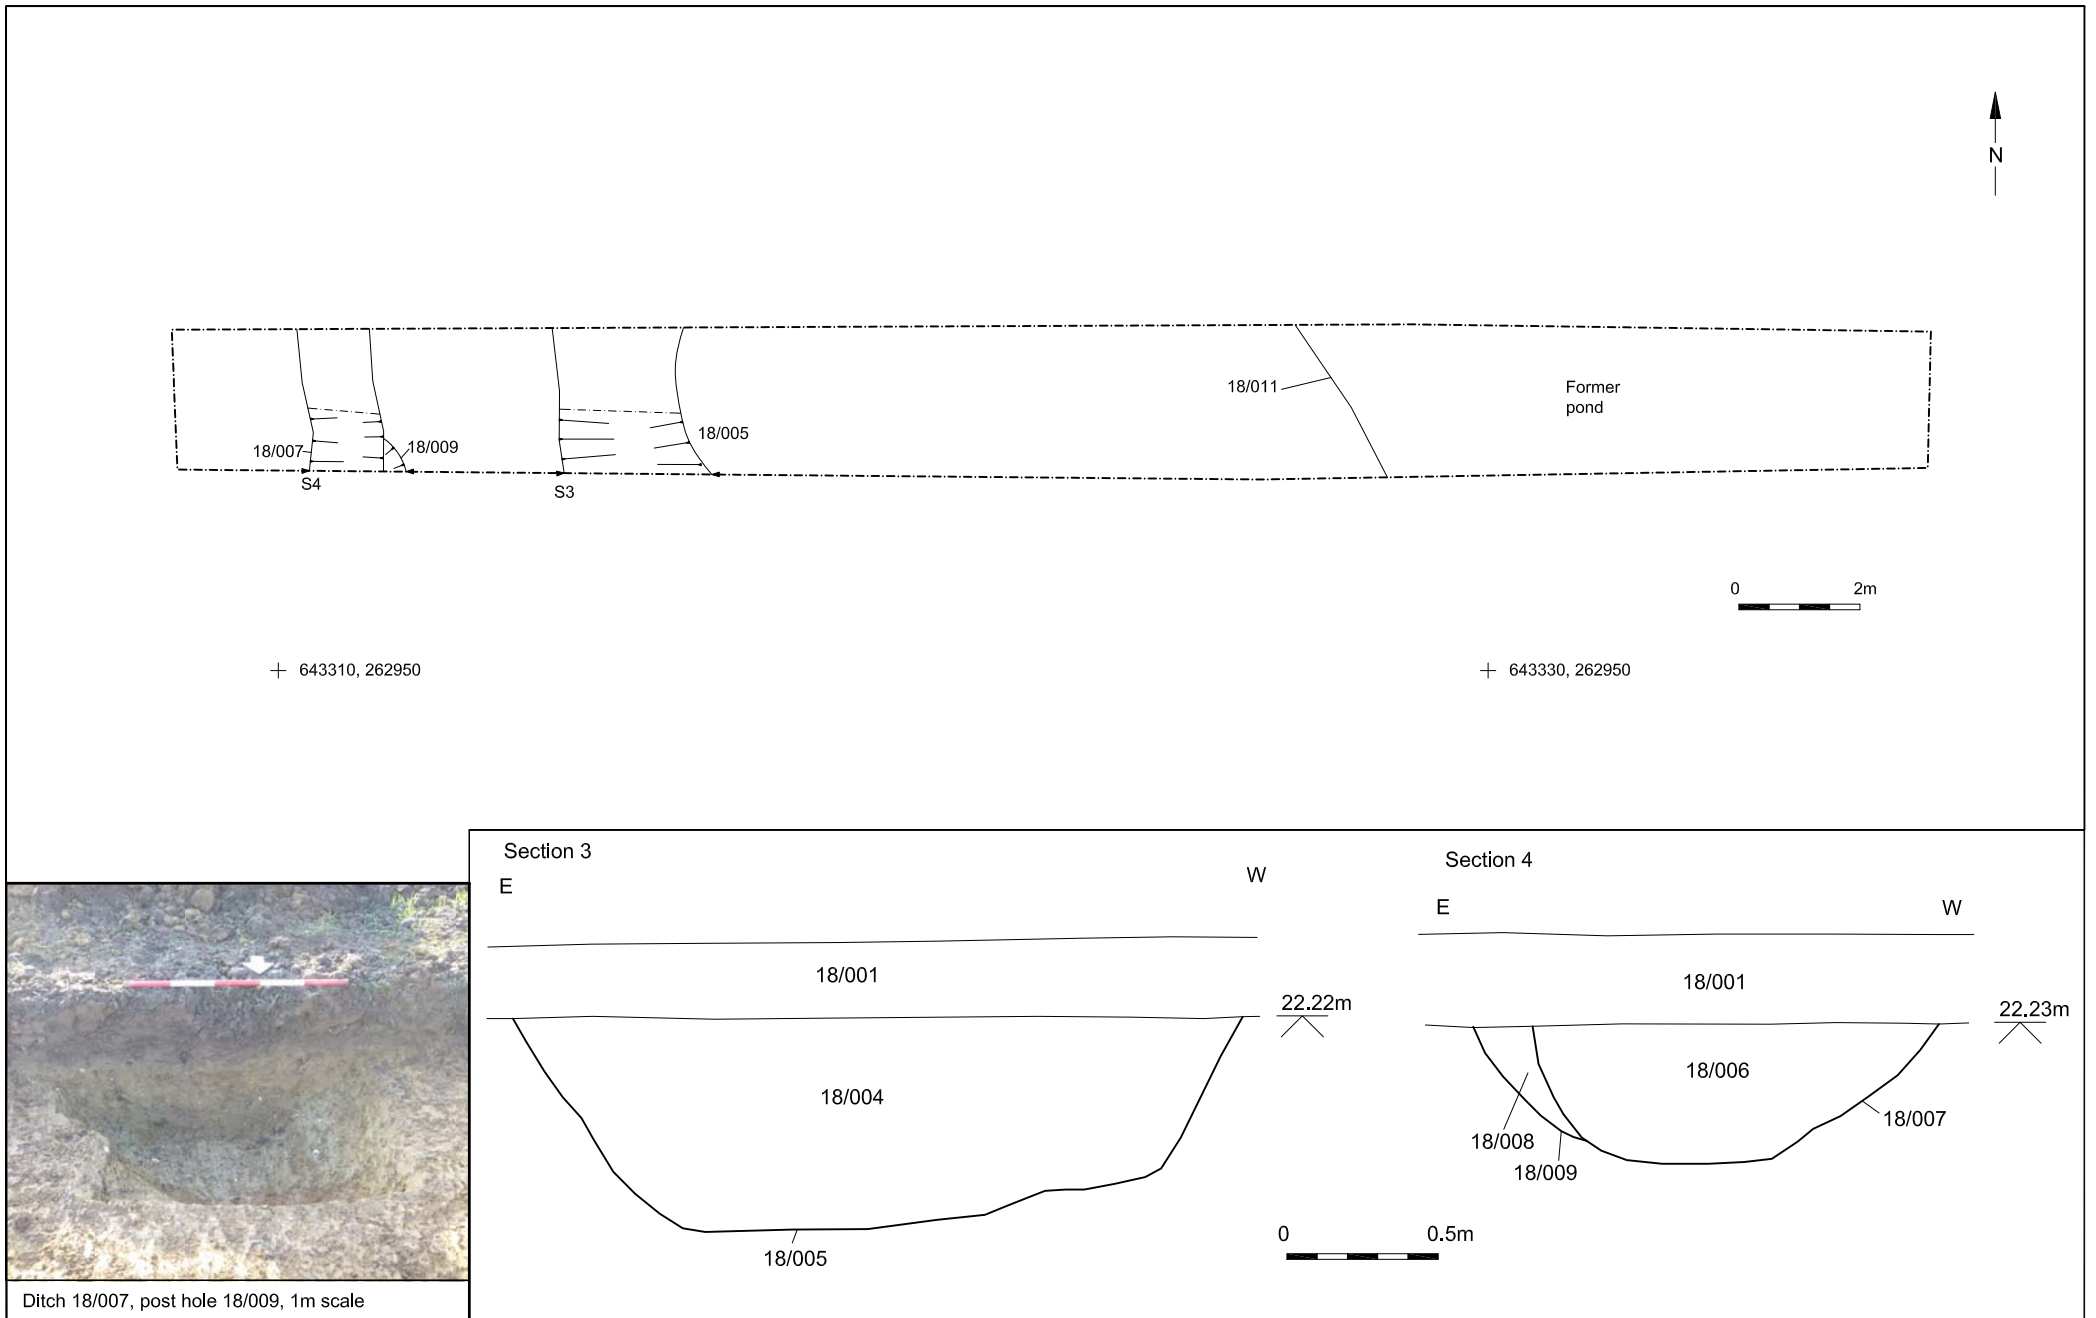 N
18/011
Former
pond
18/007
18/009
18/005
S4
S3
0 2m
643310, 262950
643330, 262950
Section 3
E W
18/001
22.22m
18/004
18/005
Section 4
E W
18/001
22.23m
18/006
18/007
18/008
18/009
0 0.5m
Ditch 18/007, post hole 18/009, 1m scale